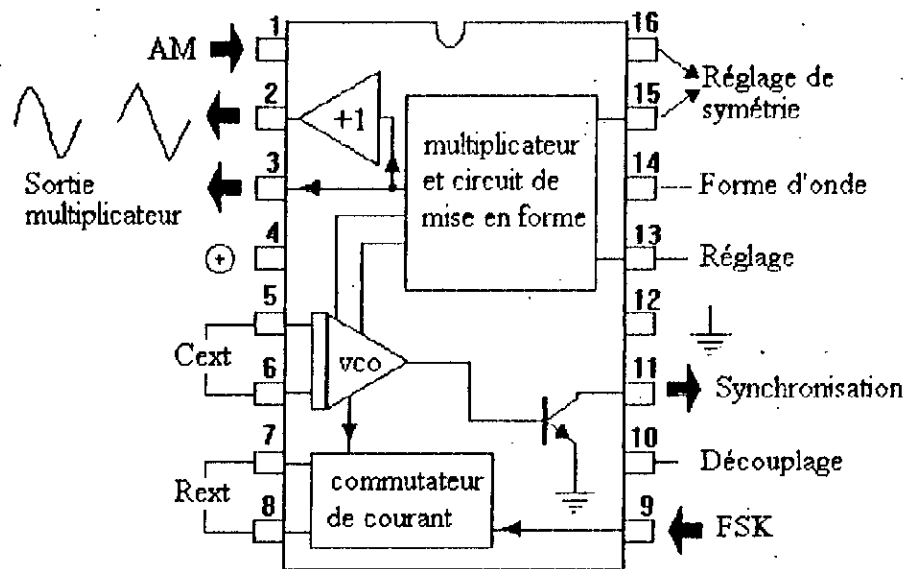 1
AM
2
+1
3
Sortie
multiplicateur
4
+
5
Cext
6
vco
7
Rext
8
multiplicateur
et circuit de
mise en forme
commutateur
de courant
16
Réglage de
symétrie
15
14
Forme d'onde
13
Réglage
12
11
Synchronisation
10
Découplage
9
FSK